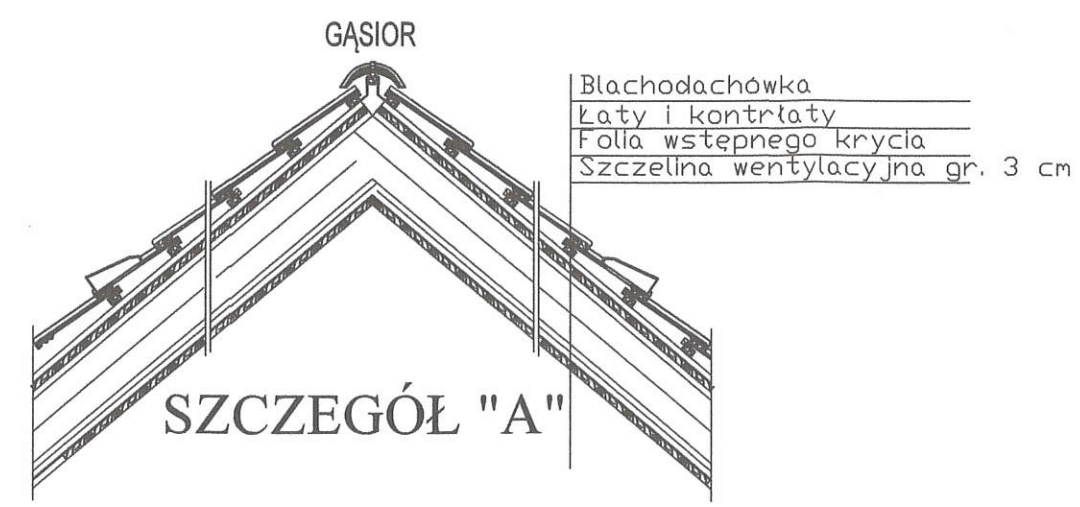 GĄSIOR
Blachodachówka
Łaty i kontrłaty
Folia wstępnego krycia
Szczelina wentylacyjna gr. 3 cm
SZCZEGÓŁ "A"